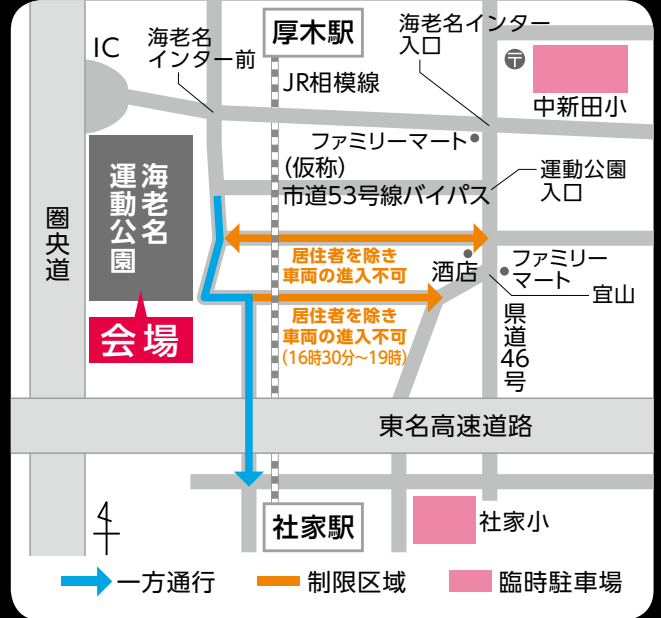 IC
海老名
インター前
厚木駅
海老名インター
入口
JR相模線
〒
中新田小
ファミリーマート
(仮称)
市道53号線バイパス
運動公園
入口
海老名
運動公園
圏央道
居住者を除き
車両の進入不可
酒店
ファミリー
マート
宜山
会場
居住者を除き
車両の進入不可
(16時30分〜19時)
県道46号
東名高速道路
社家駅
社家小
一方通行
制限区域
臨時駐車場